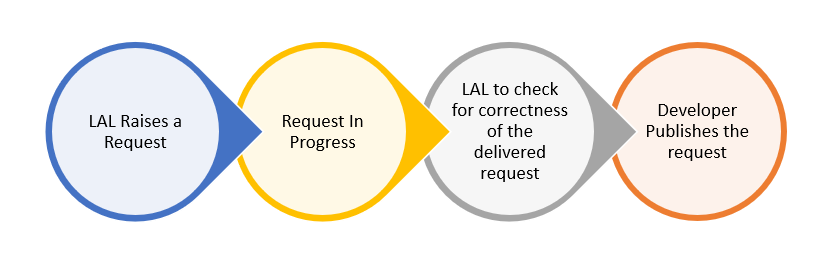 LAL Raises a
Request
Request In
Progress
LAL to check
for correctness
of the
delivered
request
Developer
Publishes the
request